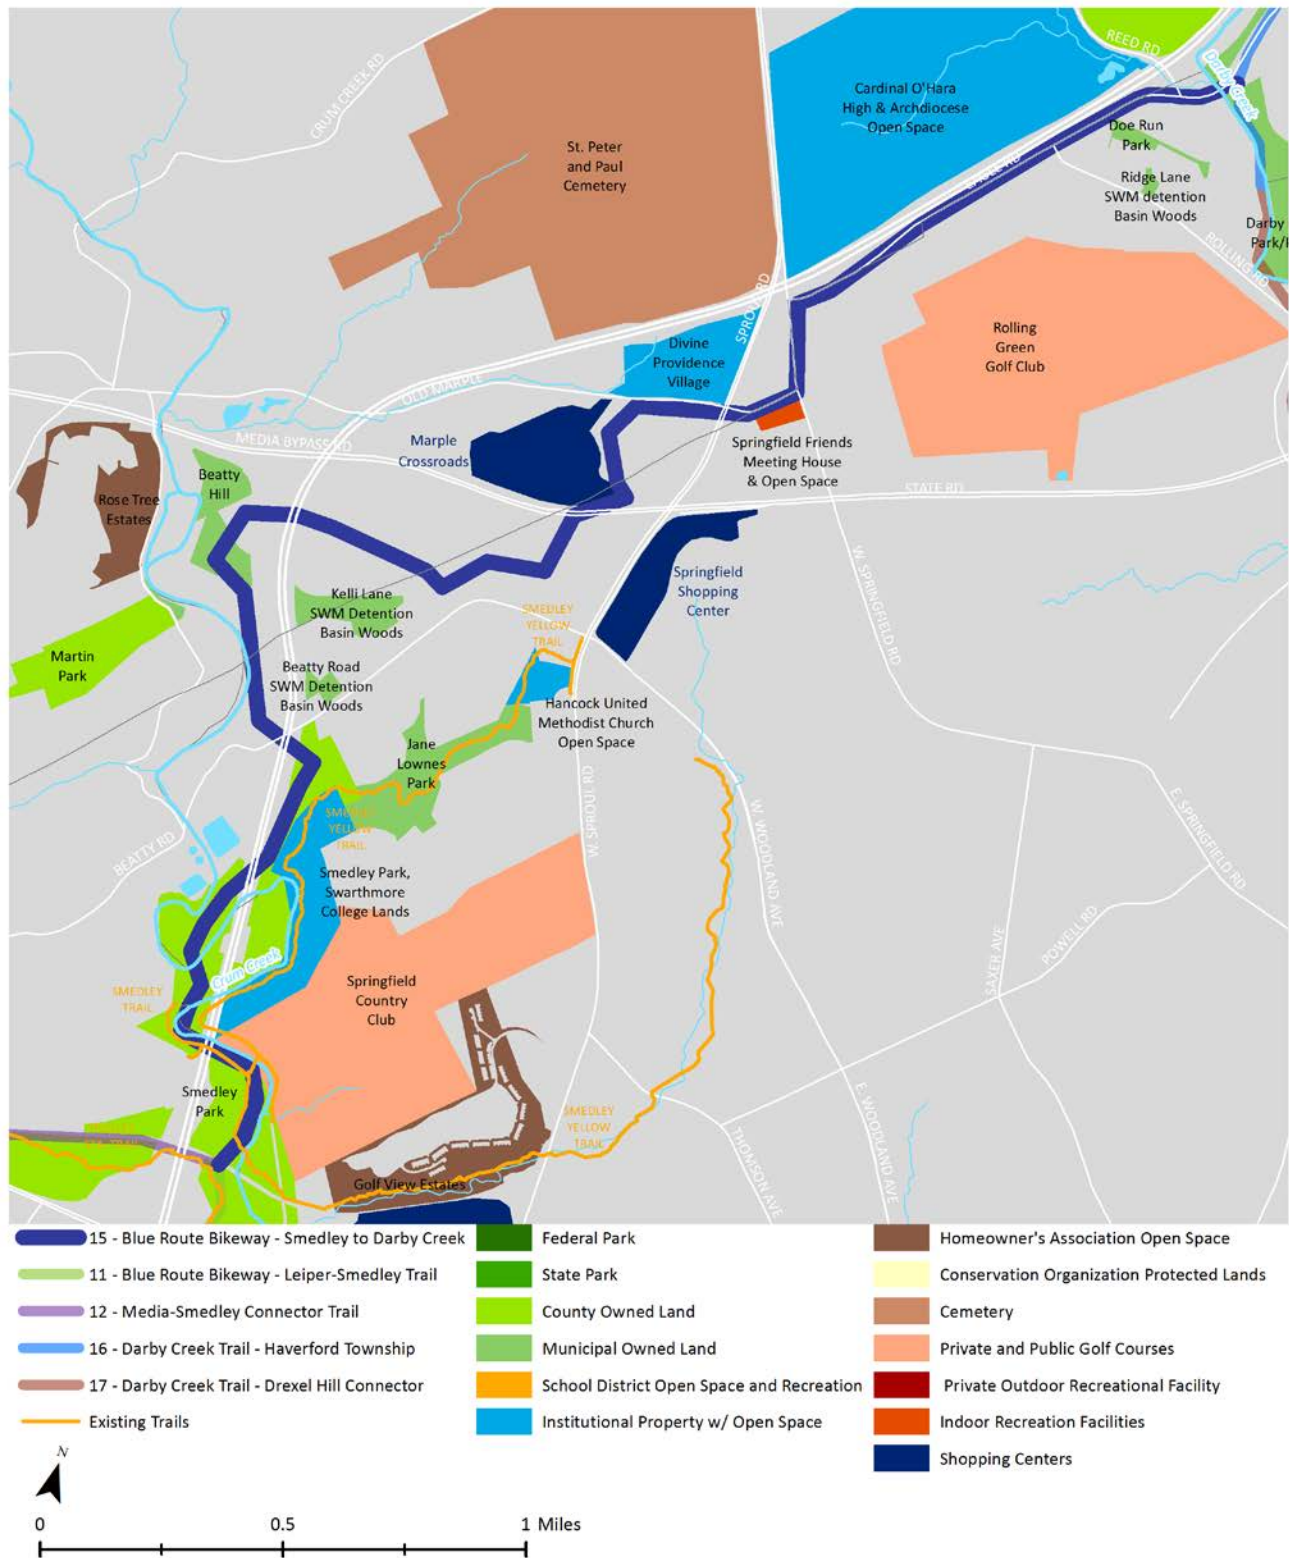 REED RD
Darby Creek
CRUM CREEK RD
Cardinal O'Hara
High & Archdiocese
Open Space
Doe Run
Park
St. Peter
and Paul
Cemetery
EAGLE RD
Ridge Lane
SWM detention
Basin Woods
Darby
Park/
ROLLING RD
SPROUL RD
Rolling
Green
Golf Club
Divine
Providence
Village
OLD MARPLE
MEDIA BYPASS RD
Marple
Crossroads
Springfield Friends
Meeting House
& Open Space
STATE RD
Beatty
Hill
Rose Tree
Estates
W. SPRINGFIELD RD
Springfield
Shopping
Center
Kelli Lane
SWM Detention
Basin Woods
SMEDLEY
YELLOW
TRAIL
Martin
Park
Beatty Road
SWM Detention
Basin Woods
Hancock United
Methodist Church
Open Space
Jane
Lownes
Park
SMEDLEY
YELLOW
TRAIL
W. SPROUL RD
W. WOODLAND AVE
E. SPRINGFIELD RD
BEATTY RD
Smedley Park,
Swarthmore
College Lands
POWELL RD
SAXER AVE
Crum Creek
SMEDLEY
TRAIL
Springfield
Country
Club
Smedley
Park
SMEDLEY
YELLOW
TRAIL
E. WOODLAND AVE
THOMSON AVE
Golf View Estates
15 - Blue Route Bikeway - Smedley to Darby Creek
11 - Blue Route Bikeway - Leiper-Smedley Trail
12 - Media-Smedley Connector Trail
16 - Darby Creek Trail - Haverford Township
17 - Darby Creek Trail - Drexel Hill Connector
Existing Trails
Federal Park
State Park
County Owned Land
Municipal Owned Land
School District Open Space and Recreation
Institutional Property w/ Open Space
Homeowner's Association Open Space
Conservation Organization Protected Lands
Cemetery
Private and Public Golf Courses
Private Outdoor Recreational Facility
Indoor Recreation Facilities
Shopping Centers
N
0 0.5 1 Miles